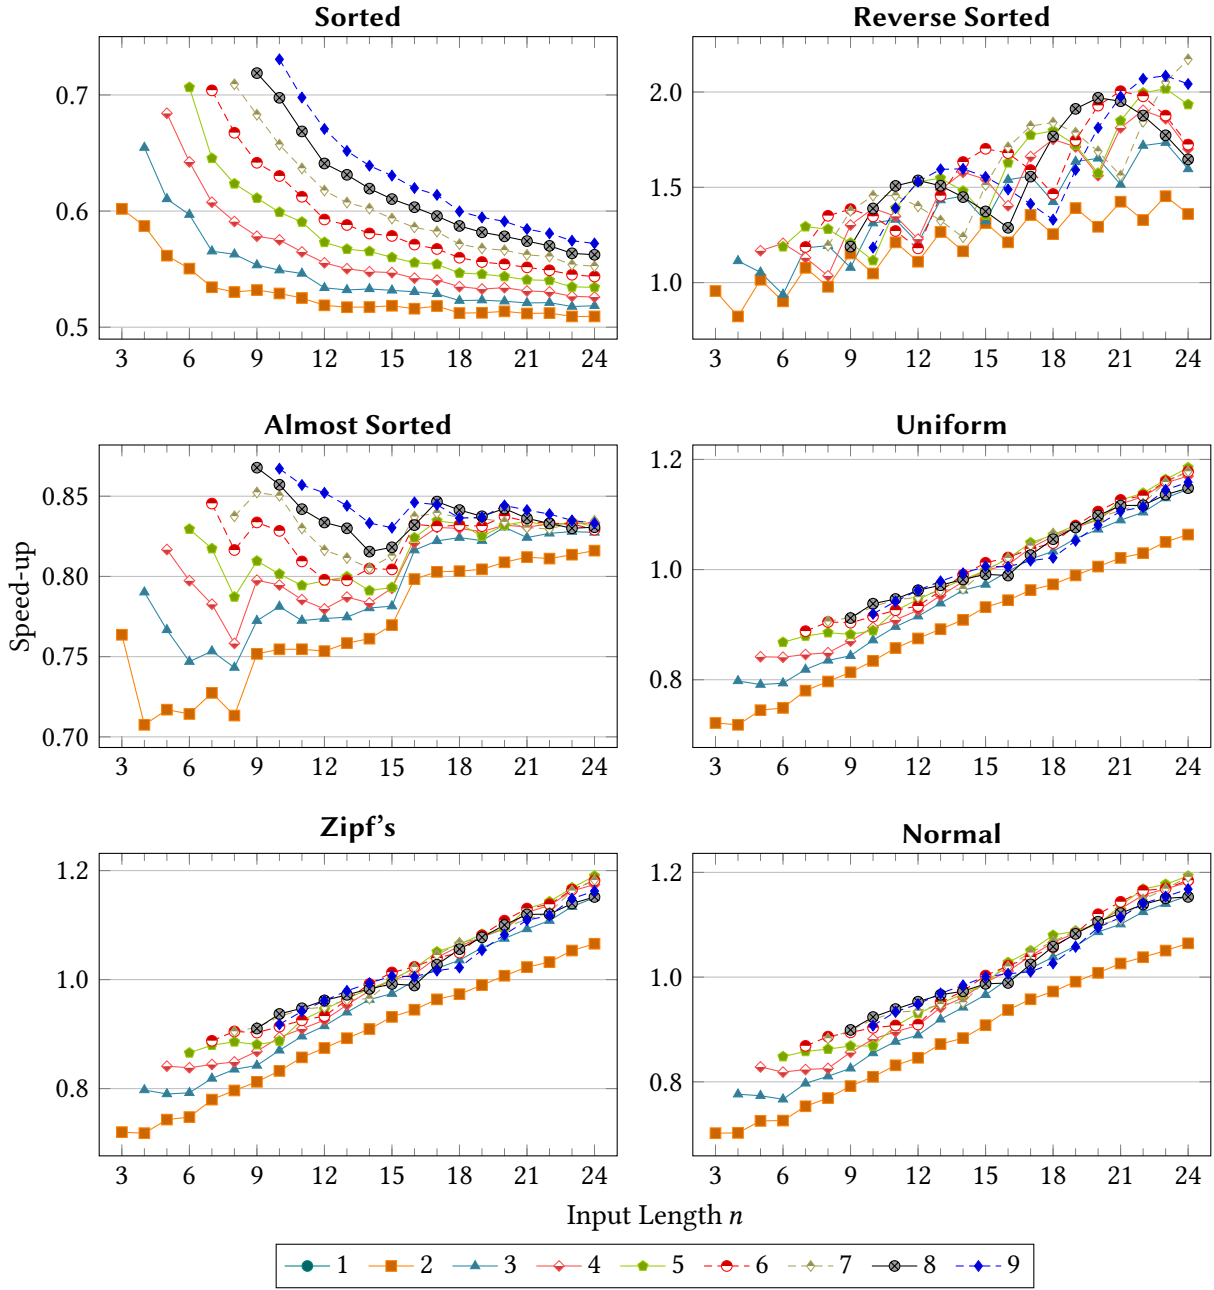 Sorted
Reverse Sorted
0.7
0.6
0.5
3 6 9 12 15 18 21 24
2.0
1.5
1.0
3 6 9 12 15 18 21 24
Almost Sorted
Uniform
Speed-up
0.85
0.80
0.75
0.70
3 6 9 12 15 18 21 24
1.2
1.0
0.8
3 6 9 12 15 18 21 24
Zipf's
Normal
1.2
1.0
0.8
3 6 9 12 15 18 21 24
1.2
1.0
0.8
3 6 9 12 15 18 21 24
Input Length n
1 2 3 4 5 6 7 8 9